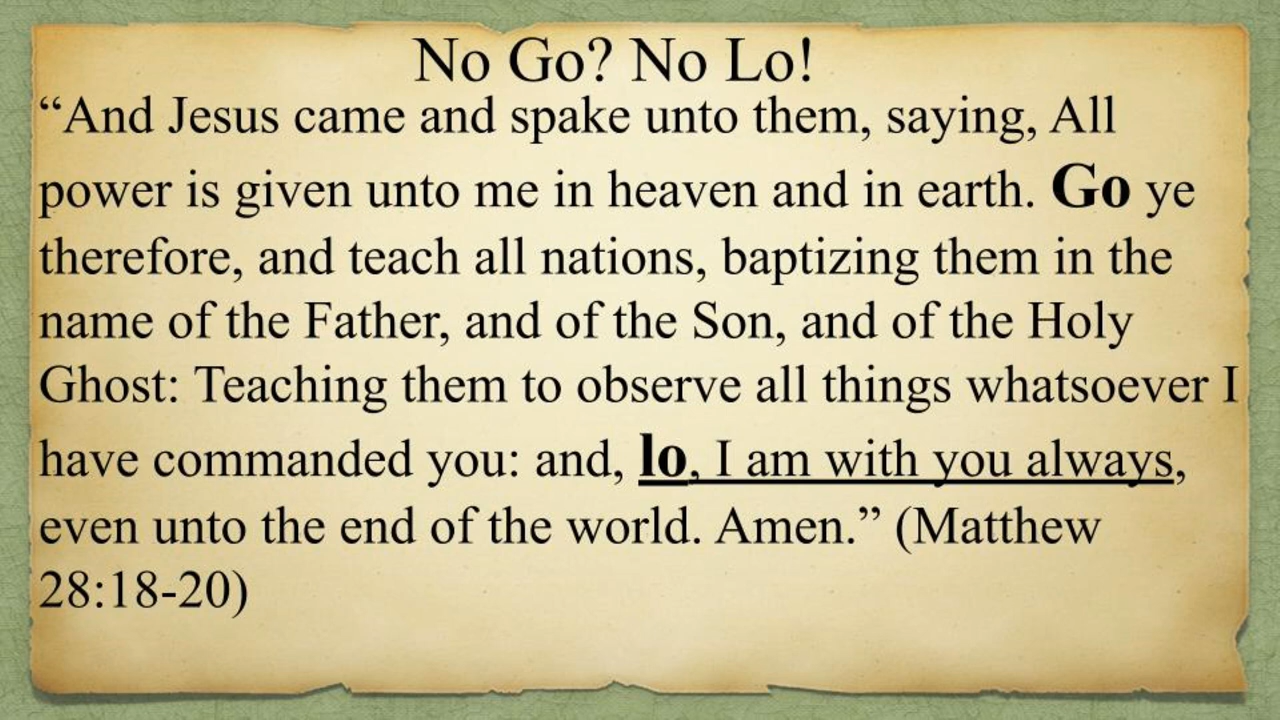 No Go? No Lo!
“And Jesus came and spake unto them, saying, All
power is given unto me in heaven and in earth. Go ye
therefore, and teach all nations, baptizing them in the
name of the Father, and of the Son, and of the Holy
Ghost: Teaching them to observe all things whatsoever I
have commanded you: and, lo, I am with you always,
even unto the end of the world. Amen.” (Matthew
28:18-20)